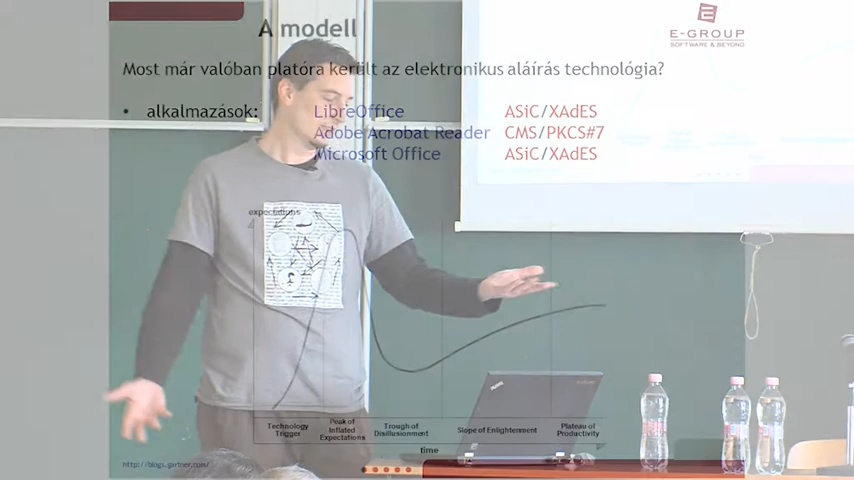 A modell
E-GROUP
SOFTWARE & BEYOND
Most már valóban platóra került az elektronikus aláírás technológia?
• alkalmazások: LibreOffice ASiC/XAdES
Adobe Acrobat Reader CMS/PKCS#7
Microsoft Office ASiC/XAdES
expectations
Technology Trigger
Peak of Inflated Expectations
Trough of Disillusionment
Slope of Enlightenment
Plateau of Productivity
time
http://blogs.gartner.com/